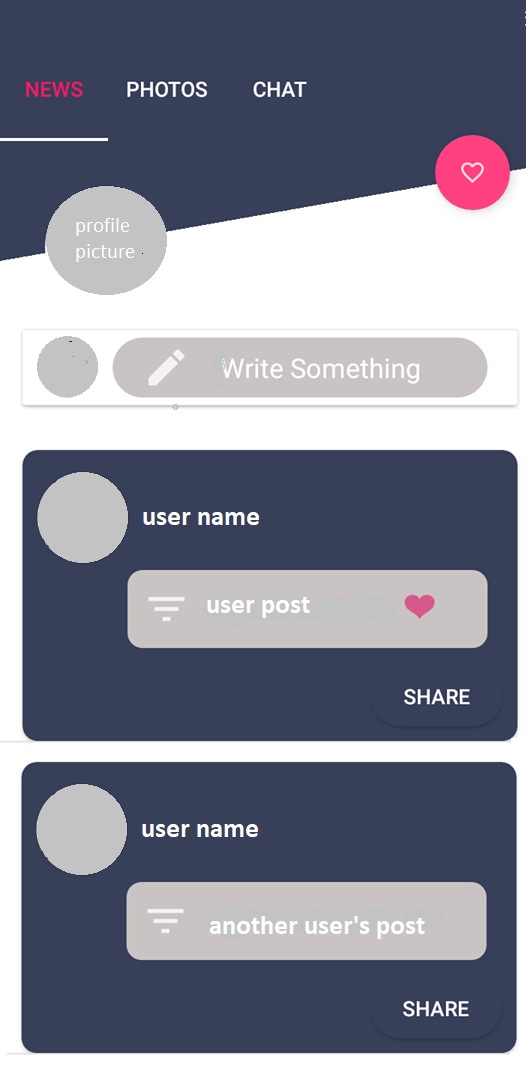 NEWS PHOTOS CHAT
profile
picture .
Write Something
user name
user post
SHARE
user name
another user's post
SHARE